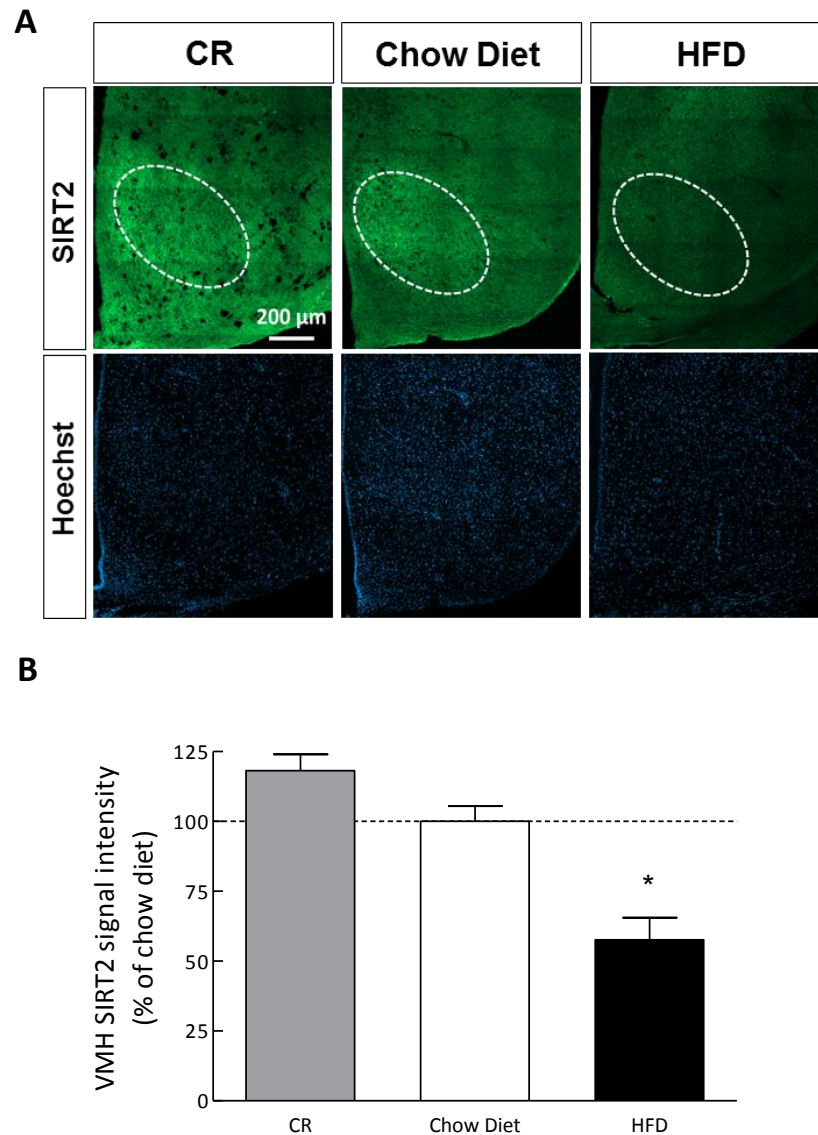 A
CR
Chow Diet
HFD
SIRT2
200 µm
Hoechst
B
VMH SIRT2 signal intensity
(% of chow diet)
125
100
75
50
25
0
*
CR
Chow Diet
HFD